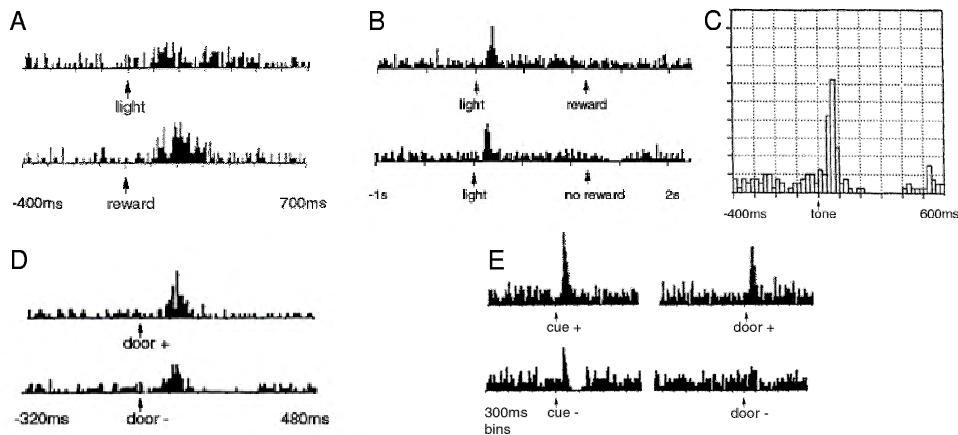 A
light
reward
-400ms 700ms
B
light reward
light no reward
-1s 2s
C
-400ms tone 600ms
D
door +
door -
-320ms 480ms
E
cue + door +
300ms bins
cue - door -